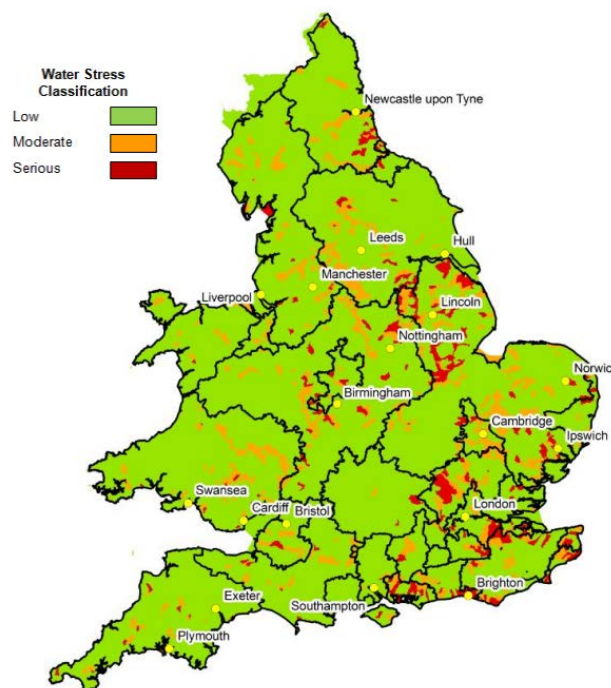 Water Stress
Classification
Low
Moderate
Serious
Newcastle upon Tyne
Leeds
Hull
Manchester
Liverpool
Lincoln
Nottingham
Norwic
Birmingham
Cambridge
Ipswich
Swansea
Cardiff
Bristol
London
Brighton
Southampton
Exeter
Plymouth